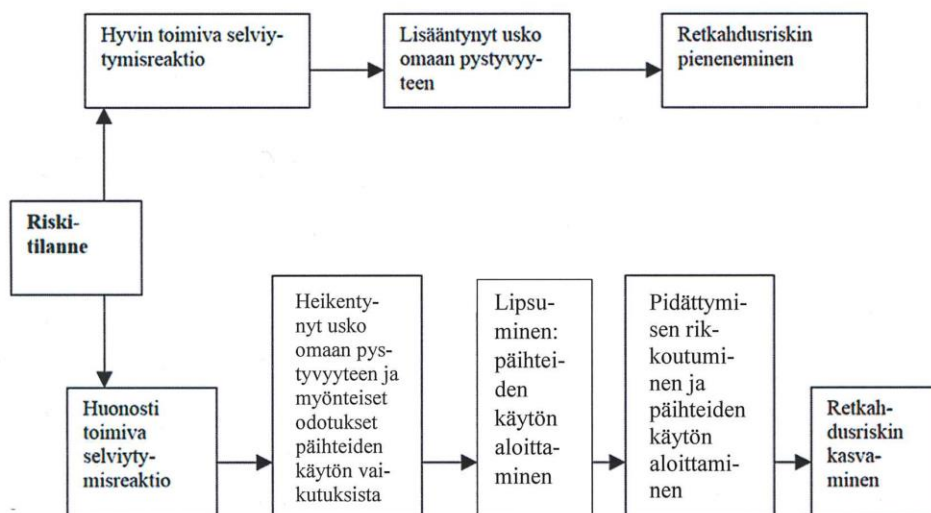 Hyvin toimiva selviy-
tymisreaktio
Lisääntynyt usko
omaan pystyvyy-
teen
Retkahdusriskin
pieneneminen
Riski-
tilanne
Huonosti
toimiva
selviyty-
misreaktio
Heikenty-
nyt usko
omaan pys-
tyvyyteen ja
myönteiset
odotukset
päihteiden
käytön vai-
kutuksista
Lipsu-
minen:
päihtei-
den
käytön
aloitta-
minen
Pidättymi-
sen rik-
koutumi-
nen ja
päihteiden
käytön
aloittami-
nen
Retkah-
dusriskin
kasva-
minen